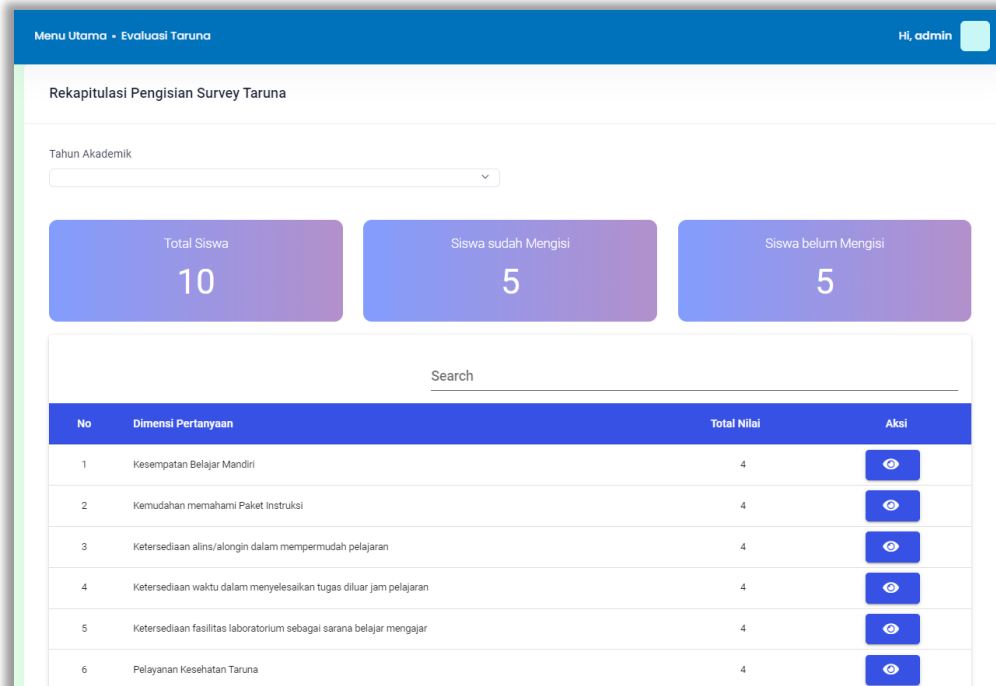 Menu Utama • Evaluasi Taruna Hi, admin
Rekapitulasi Pengisian Survey Taruna
Tahun Akademik
Total Siswa Siswa sudah Mengisi Siswa belum Mengisi
10 5 5
Search
No Dimensi Pertanyaan Total Nilai Aksi
1 Kesempatan Belajar Mandiri 4
2 Kemudahan memahami Paket Instruksi 4
3 Ketersediaan alins/alongin dalam mempermudah pelajaran 4
4 Ketersediaan waktu dalam menyelesaikan tugas diluar jam pelajaran 4
5 Ketersediaan fasilitas laboratorium sebagai sarana belajar mengajar 4
6 Pelayanan Kesehatan Taruna 4